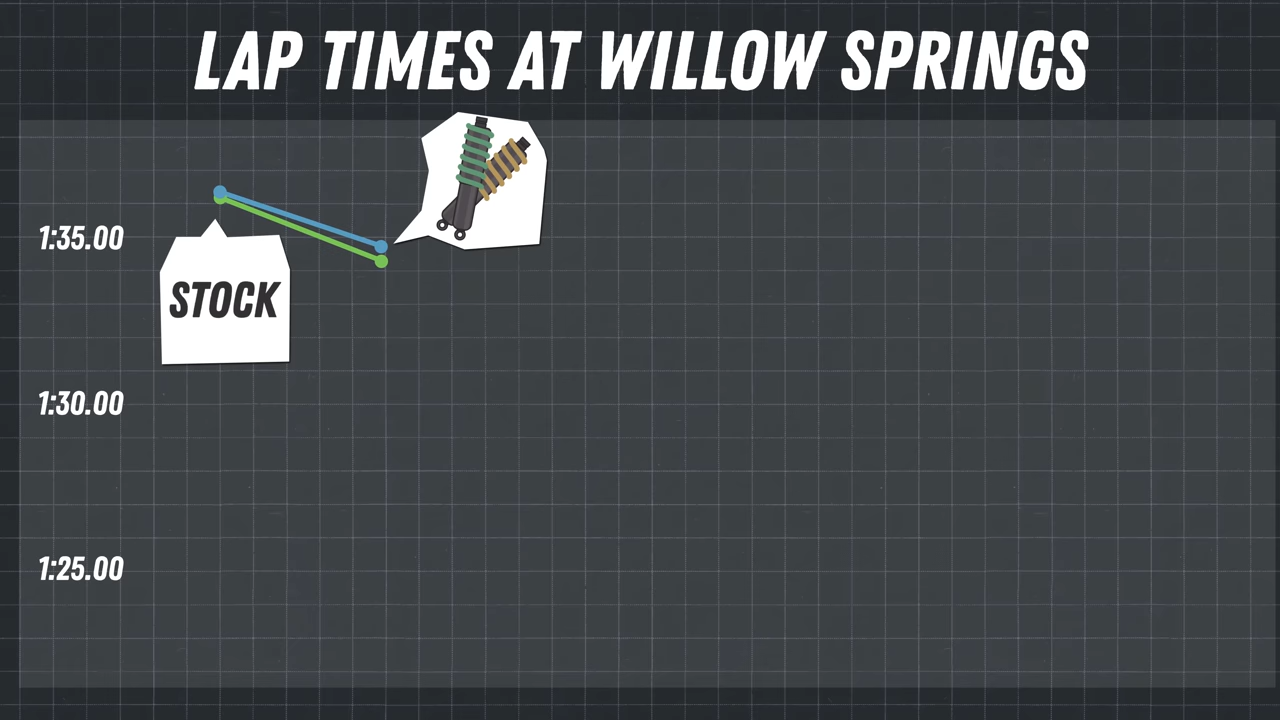 LAP TIMES AT WILLOW SPRINGS
1:35.00
STOCK
1:30.00
1:25.00